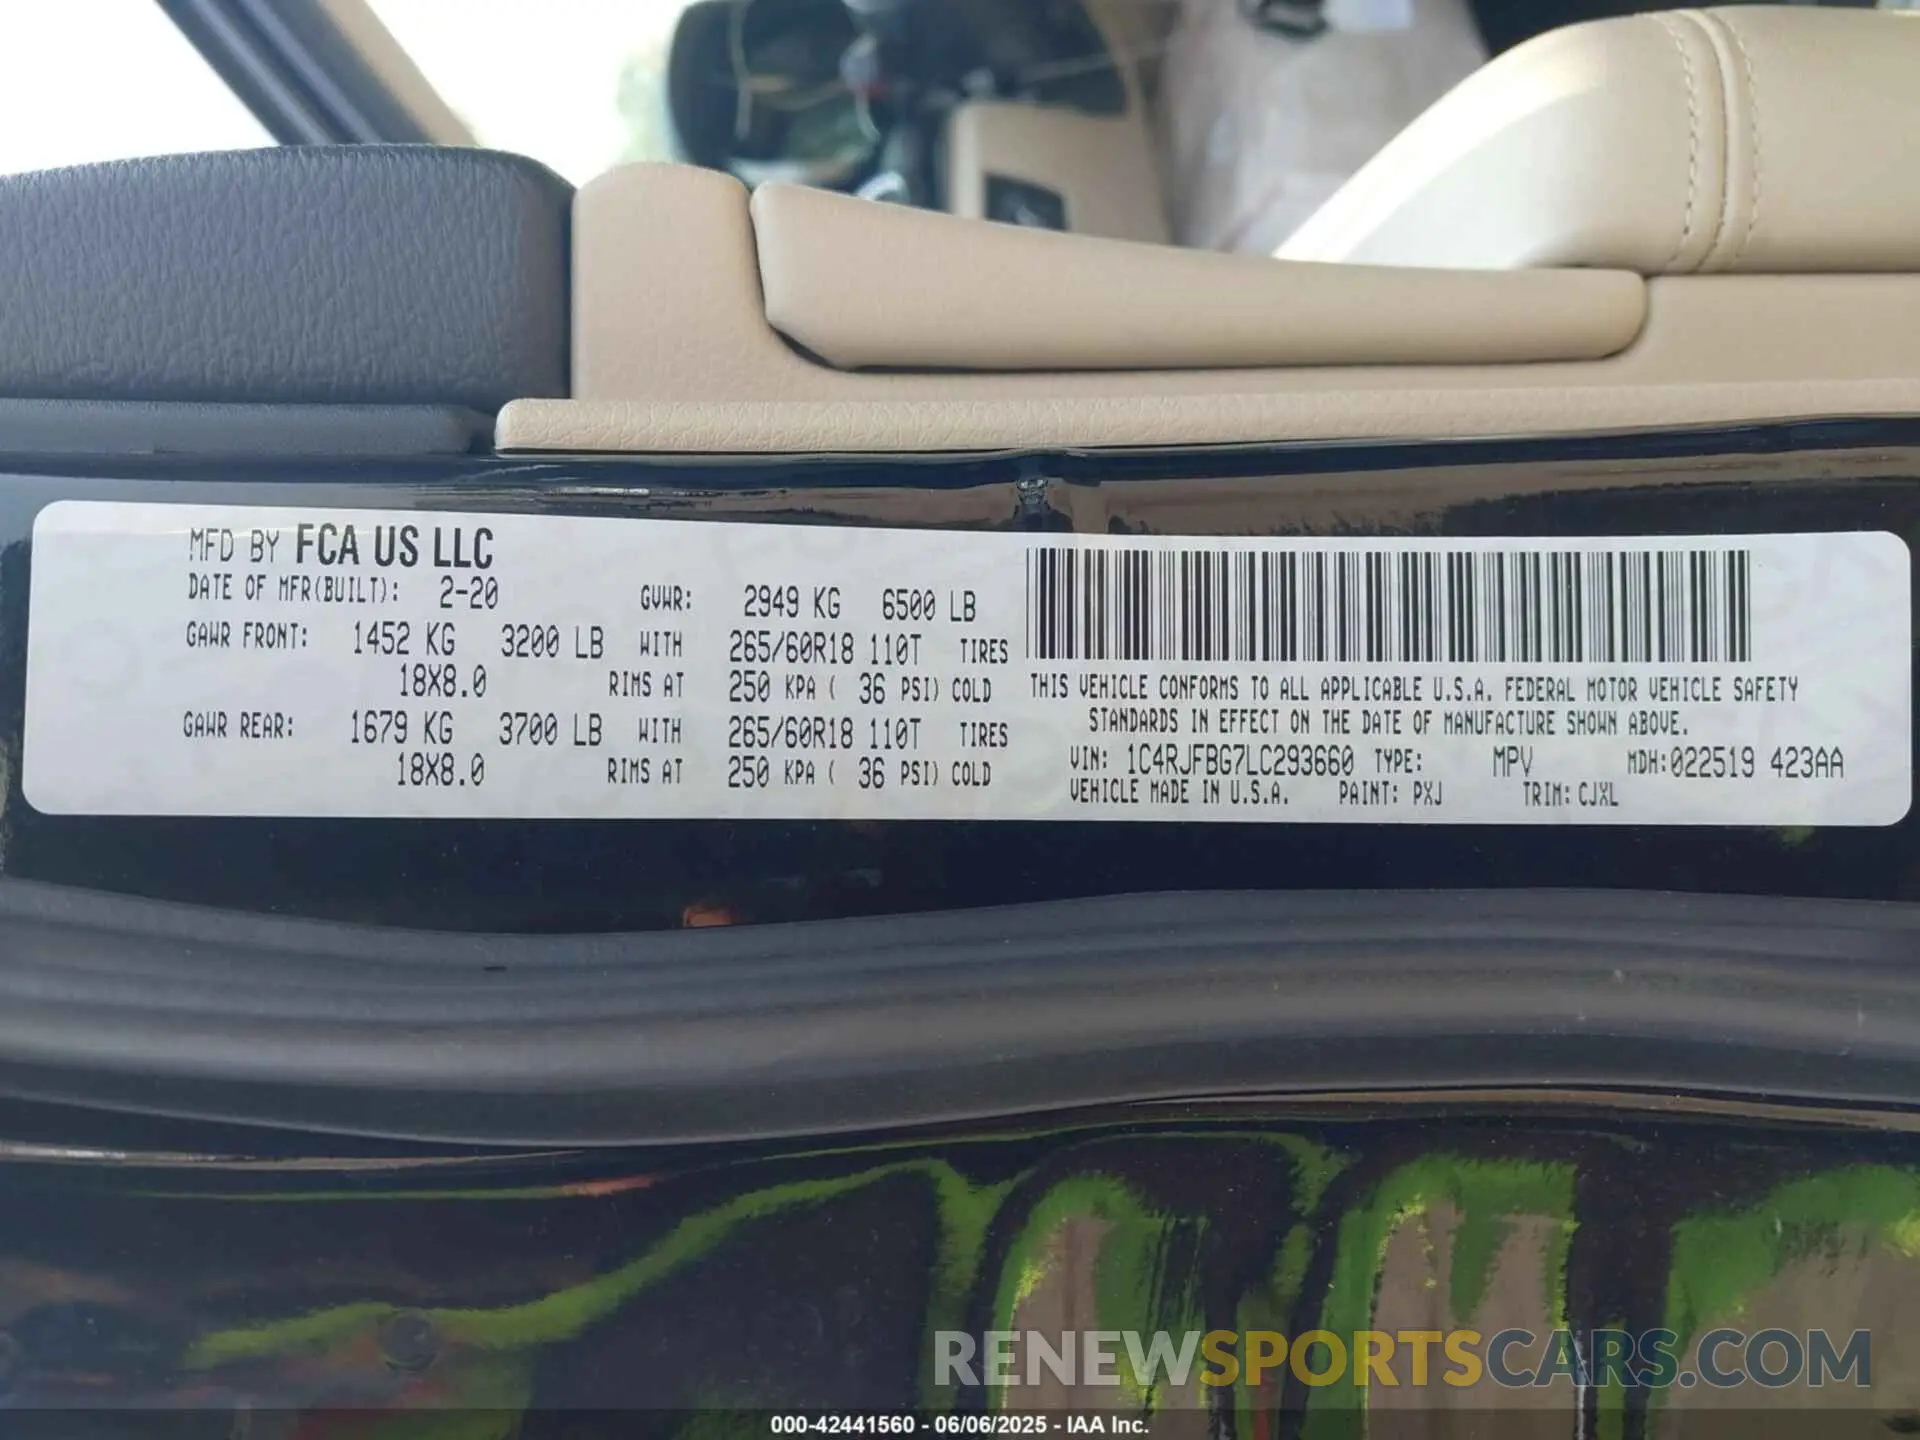 MFD BY FCA US LLC
DATE OF MFR(BUILT): 2-20 GVWR: 2949 KG 6500 LB
GAWR FRONT: 1452 KG 3200 LB WITH 265/60R18 110T TIRES
18X8.0 RIMS AT 250 KPA ( 36 PSI) COLD
GAWR REAR: 1679 KG 3700 LB WITH 265/60R18 110T TIRES
18X8.0 RIMS AT 250 KPA ( 36 PSI) COLD
THIS VEHICLE CONFORMS TO ALL APPLICABLE U.S.A. FEDERAL MOTOR VEHICLE SAFETY
STANDARDS IN EFFECT ON THE DATE OF MANUFACTURE SHOWN ABOVE.
VIN: 1C4RJFBG7LC293660 TYPE: MPV MDH:022519 423AA
VEHICLE MADE IN U.S.A. PAINT: PXJ TRIM: CJXL
RENEWSPORTSCARS.COM
000-42441560 - 06/06/2025 - IAA Inc.